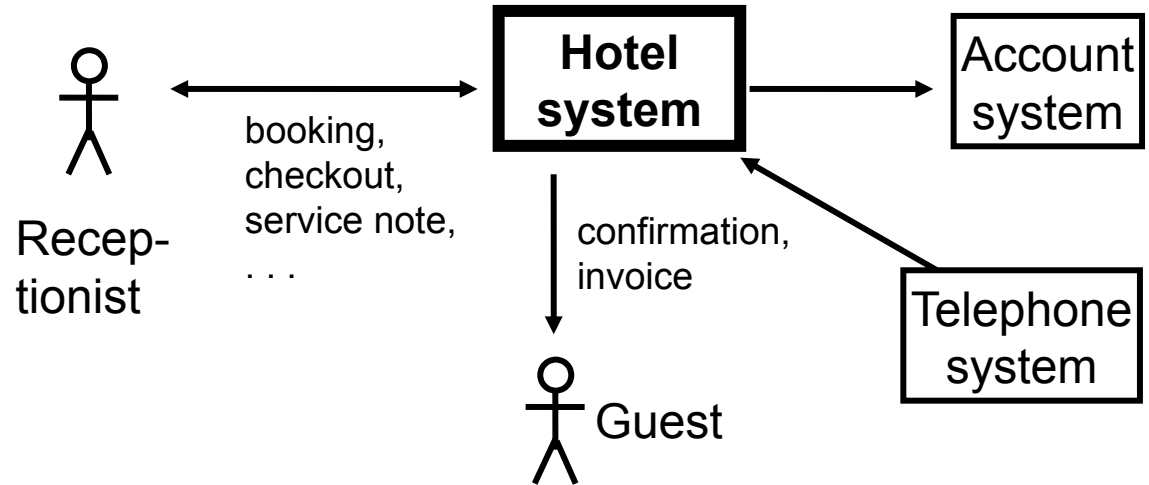 Hotel
system
Account
system
booking,
checkout,
service note,
. . .
Recep-
tionist
confirmation,
invoice
Telephone
system
Guest